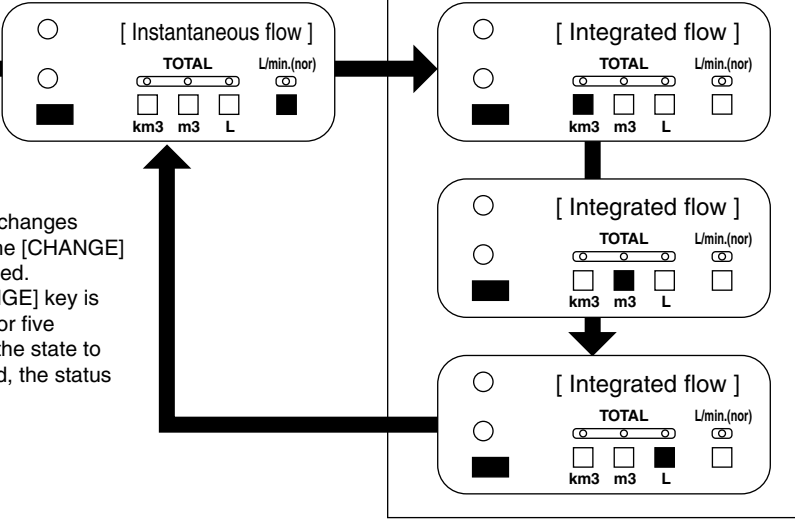 [ Instantaneous flow ]
TOTAL L/min.(nor)
km3 m3 L
[ Integrated flow ]
TOTAL L/min.(nor)
km3 m3 L
changes
[CHANGE]
GE] key is
or five
the state to
the status
[ Integrated flow ]
TOTAL L/min.(nor)
km3 m3 L
[ Integrated flow ]
TOTAL L/min.(nor)
km3 m3 L